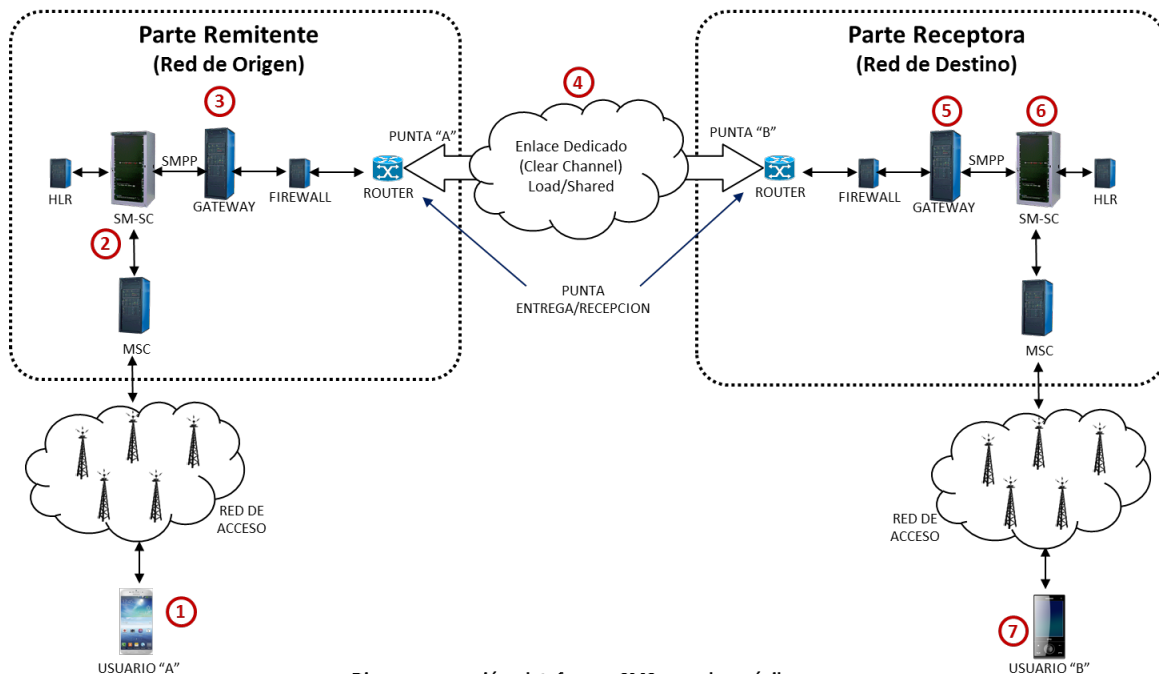 Parte Remitente
(Red de Origen)
3
SMPP
HLR
SM-SC
GATEWAY
FIREWALL
ROUTER
2
MSC
RED DE
ACCESO
1
USUARIO "A"
4
PUNTA "A"
Enlace Dedicado
(Clear Channel)
Load/Shared
PUNTA "B"
PUNTA
ENTREGA/RECEPCION
Parte Receptora
(Red de Destino)
5
6
ROUTER
FIREWALL
GATEWAY
SMPP
SM-SC
HLR
MSC
RED DE
ACCESO
7
USUARIO "B"